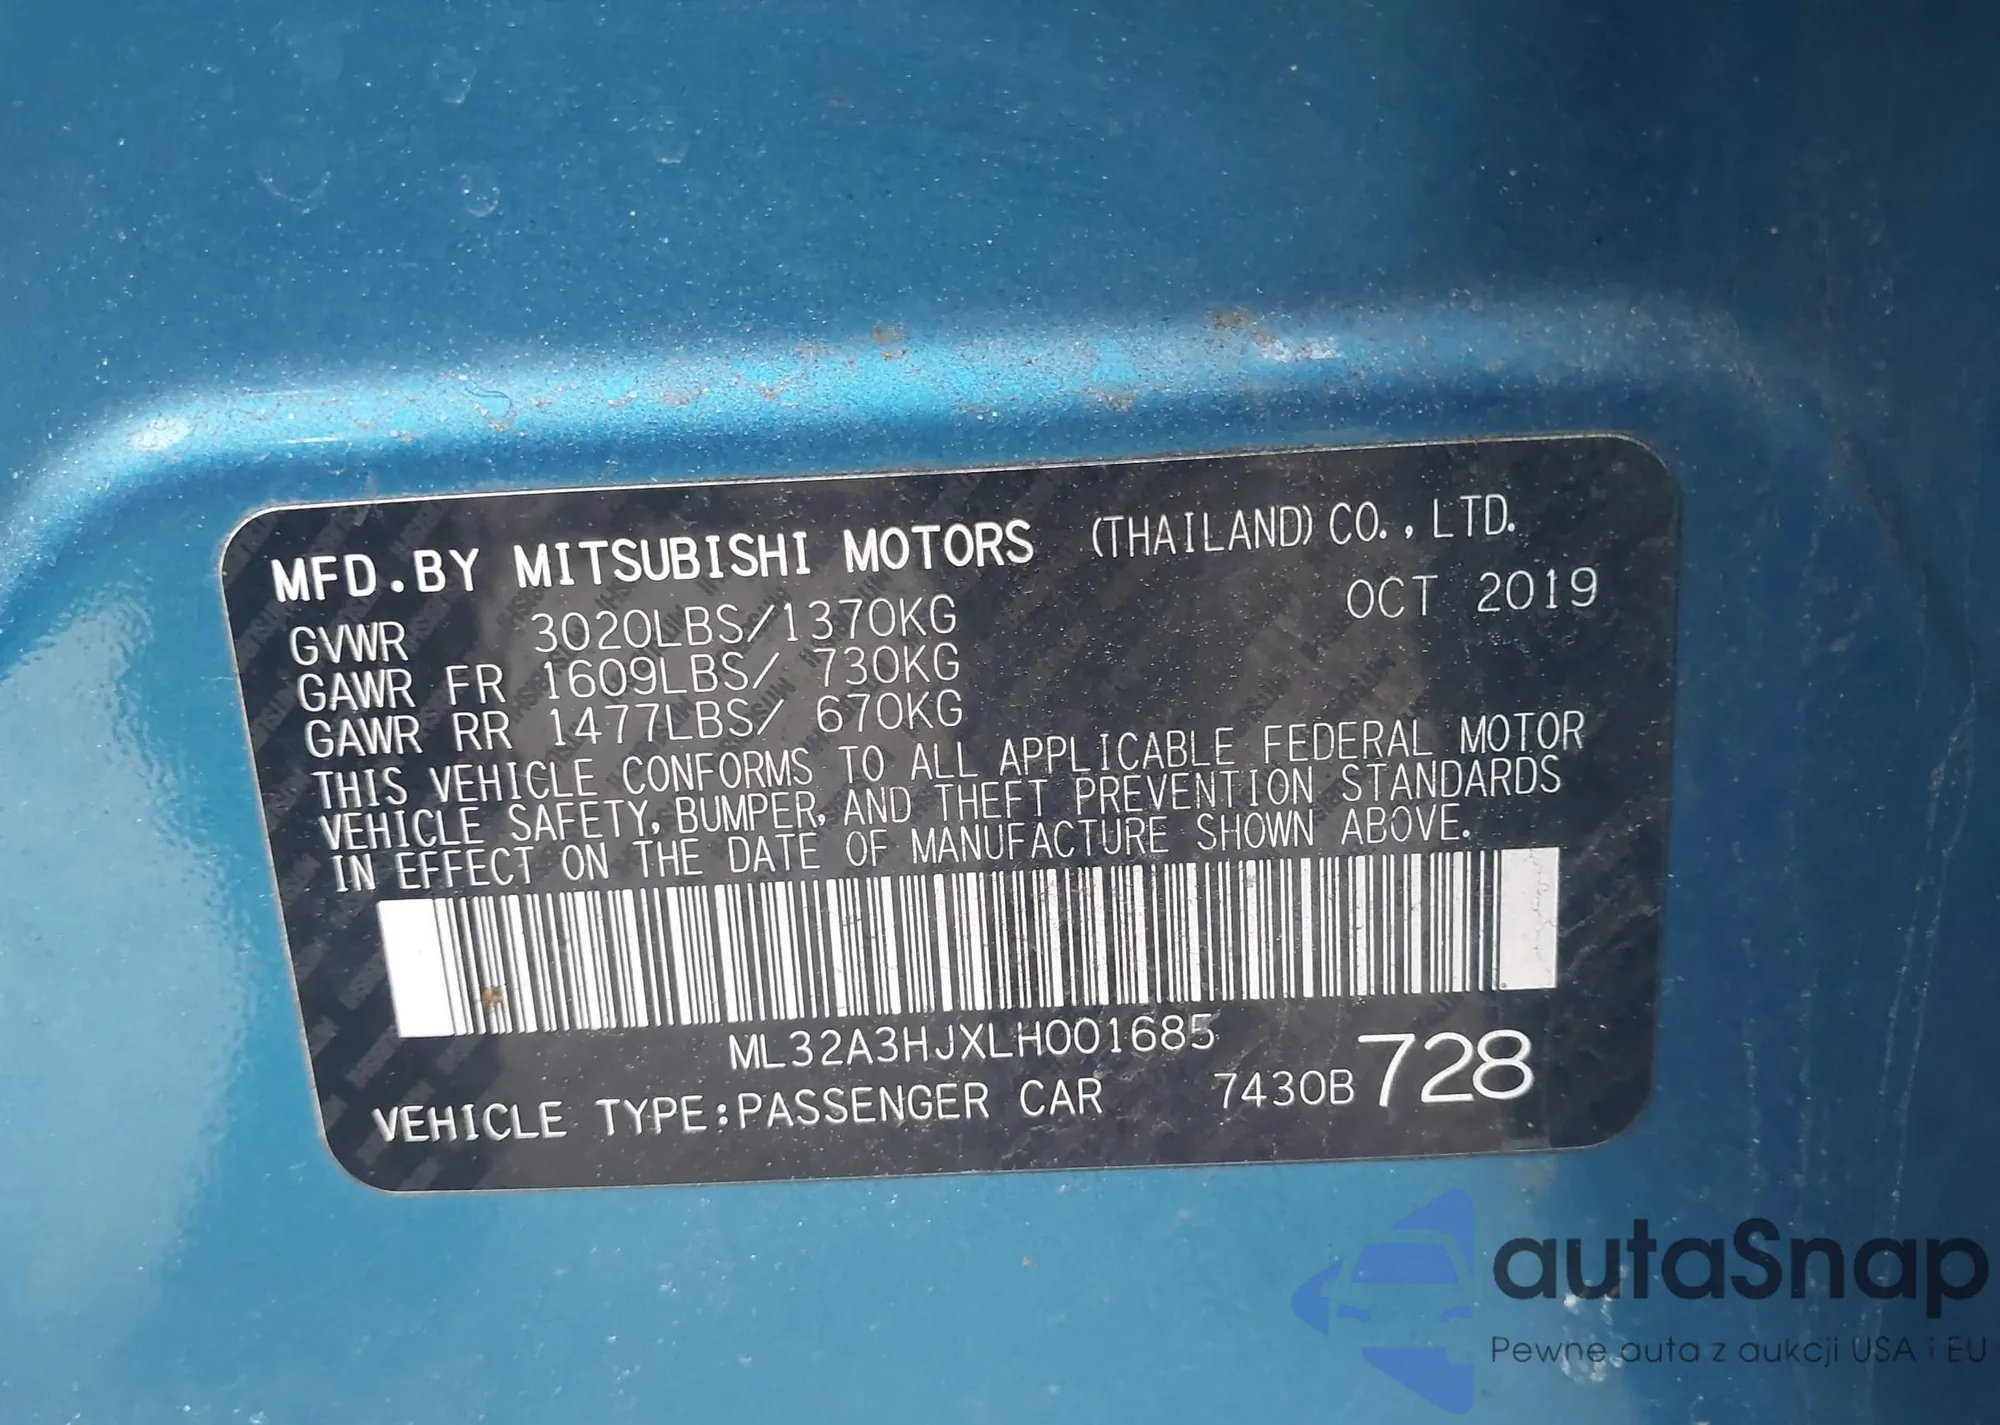 MFD.BY MITSUBISHI MOTORS (THAILAND) CO., LTD.
OCT 2019
GVWR 3020LBS/1370KG
GAWR FR 1609LBS/ 730KG
GAWR RR 1477LBS/ 670KG
THIS VEHICLE CONFORMS TO ALL APPLICABLE FEDERAL MOTOR
VEHICLE SAFETY, BUMPER, AND THEFT PREVENTION STANDARDS
IN EFFECT ON THE DATE OF MANUFACTURE SHOWN ABOVE.
ML32A3HJXLH001685
VEHICLE TYPE:PASSENGER CAR 7430B 728
autaSnap
Pewne auta z aukcji USA i EU